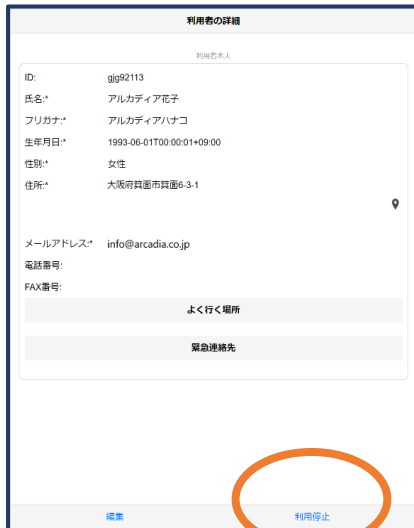 利用者の詳細
利用者本人
ID: gjg92113
氏名:* アルカディア花子
フリガナ:* アルカディアハナコ
生年月日:* 1993-06-01T00:00:01+09:00
性別:* 女性
住所:* 大阪府箕面市箕面6-3-1
メールアドレス:* info@arcadia.co.jp
電話番号:
FAX番号:
よく行く場所
緊急連絡先
編集 利用停止